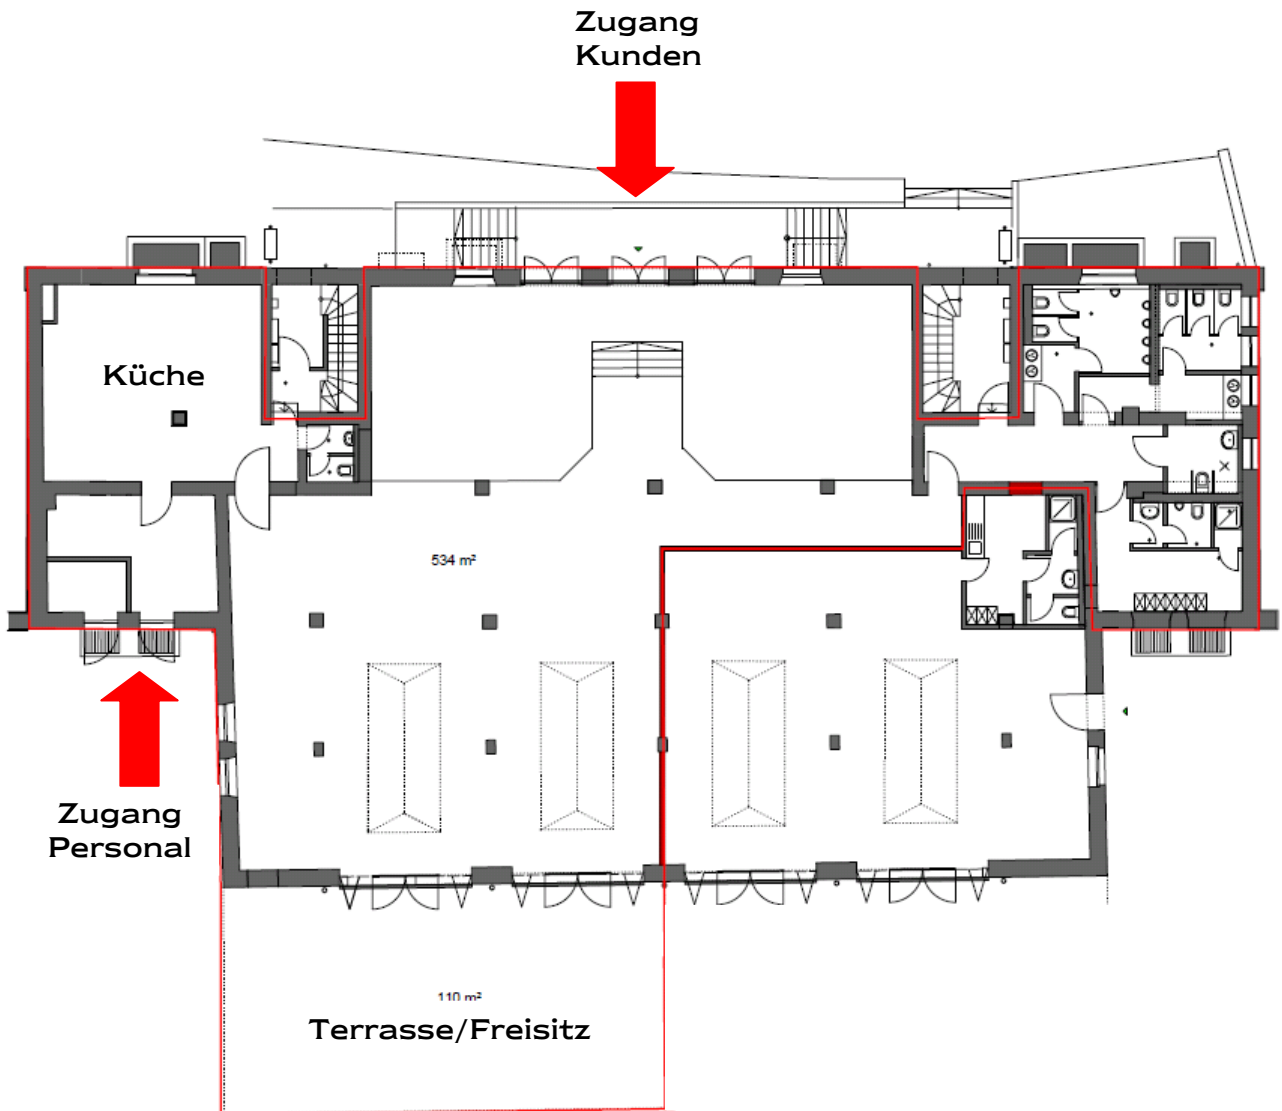 Zugang
Kunden
Küche
534 m²
Zugang
Personal
110 m²
Terrasse/Freisitz